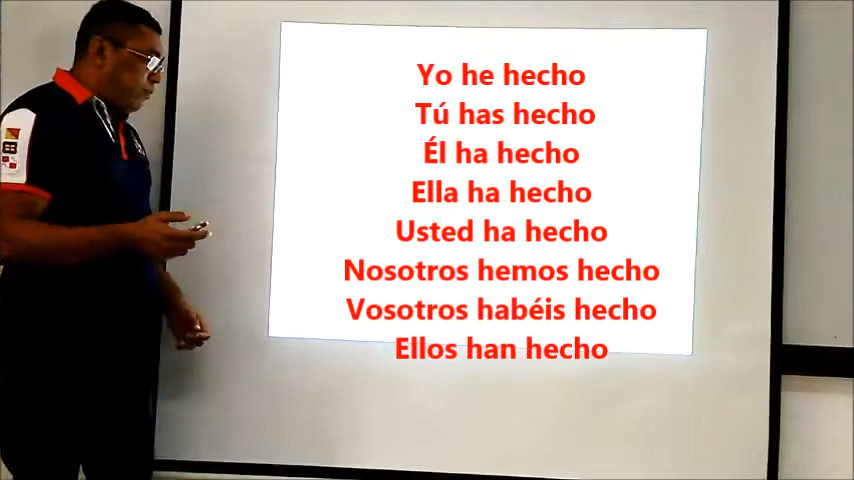 Yo he hecho
Tú has hecho
Él ha hecho
Ella ha hecho
Usted ha hecho
Nosotros hemos hecho
Vosotros habéis hecho
Ellos han hecho